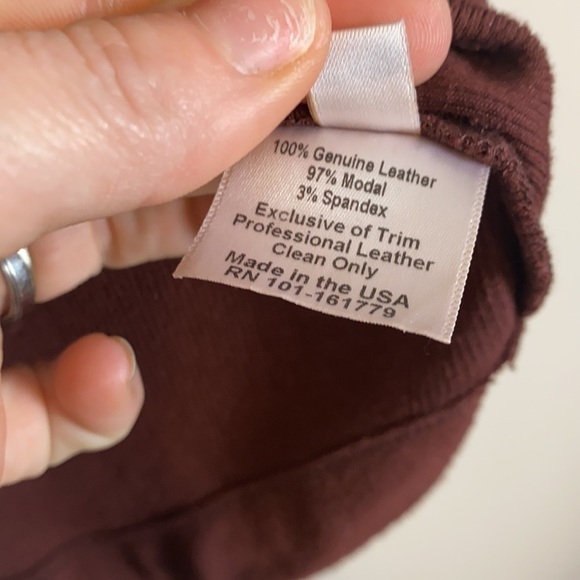 100% Genuine Leather
97% Modal
3% Spandex
Exclusive of Trim
Professional Leather
Clean Only
Made in the USA
RN 101-161779